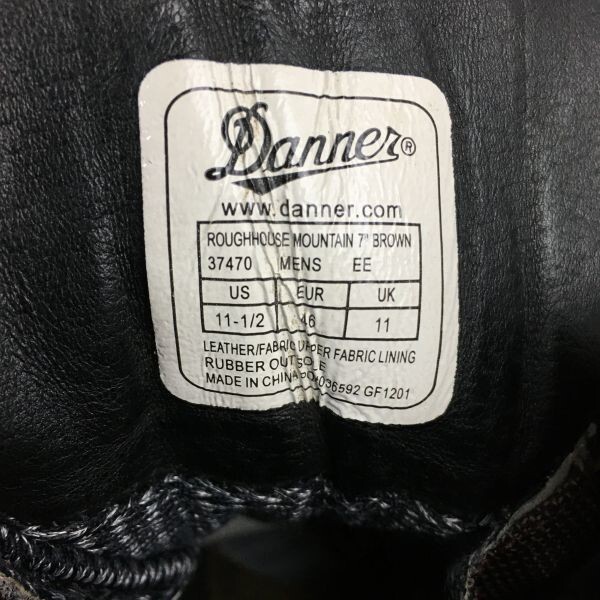 Danner®
www.danner.com
ROUGHHOUSE MOUNTAIN 7" BROWN
37470 MENS EE
US EUR UK
11-1/2 46 11
LEATHER/FABRIC UPPER FABRIC LINING
RUBBER OUTSOLE
MADE IN CHINA GF1201